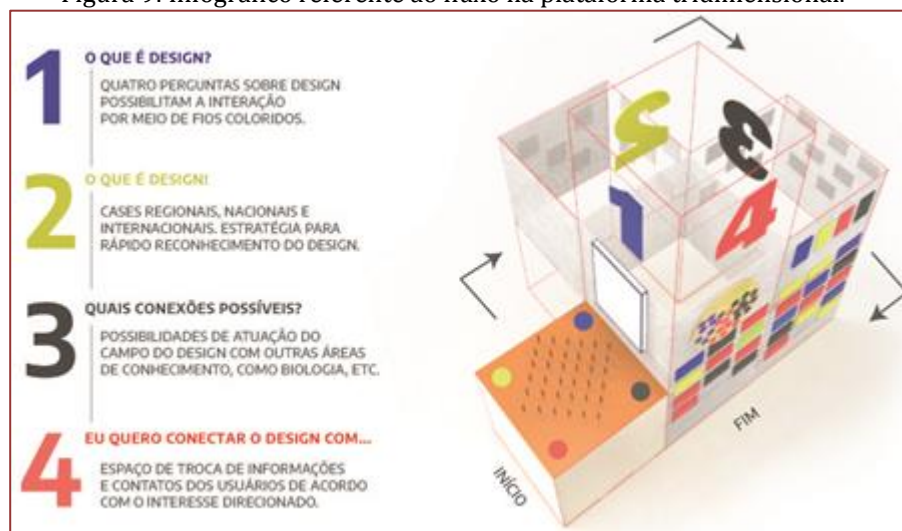 Figura 9: Infográfico referente ao fluxo na plataforma tridimensional.
1
O QUE É DESIGN?
QUATRO PERGUNTAS SOBRE DESIGN
POSSIBILITAM A INTERAÇÃO
POR MEIO DE FIOS COLORIDOS.
2
O QUE É DESIGN!
CASES REGIONAIS, NACIONAIS E
INTERNACIONAIS. ESTRATÉGIA PARA
RÁPIDO RECONHECIMENTO DO DESIGN.
3
QUAIS CONEXÕES POSSÍVEIS?
POSSIBILIDADES DE ATUAÇÃO DO
CAMPO DO DESIGN COM OUTRAS ÁREAS
DE CONHECIMENTO, COMO BIOLOGIA, ETC.
4
EU QUERO CONECTAR O DESIGN COM...
ESPAÇO DE TROCA DE INFORMAÇÕES
E CONTATOS DOS USUÁRIOS DE ACORDO
COM O INTERESSE DIRECIONADO.
2
3
1
4
INÍCIO
FIM